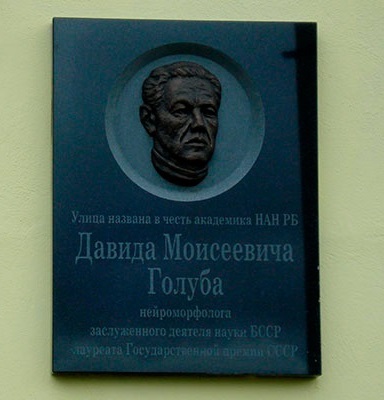 Улица названа в честь академика НАН РБ
Давида Моисеевича
Голуба
нейроморфолога
заслуженного деятеля науки БССР
лауреата Государственной премии СССР